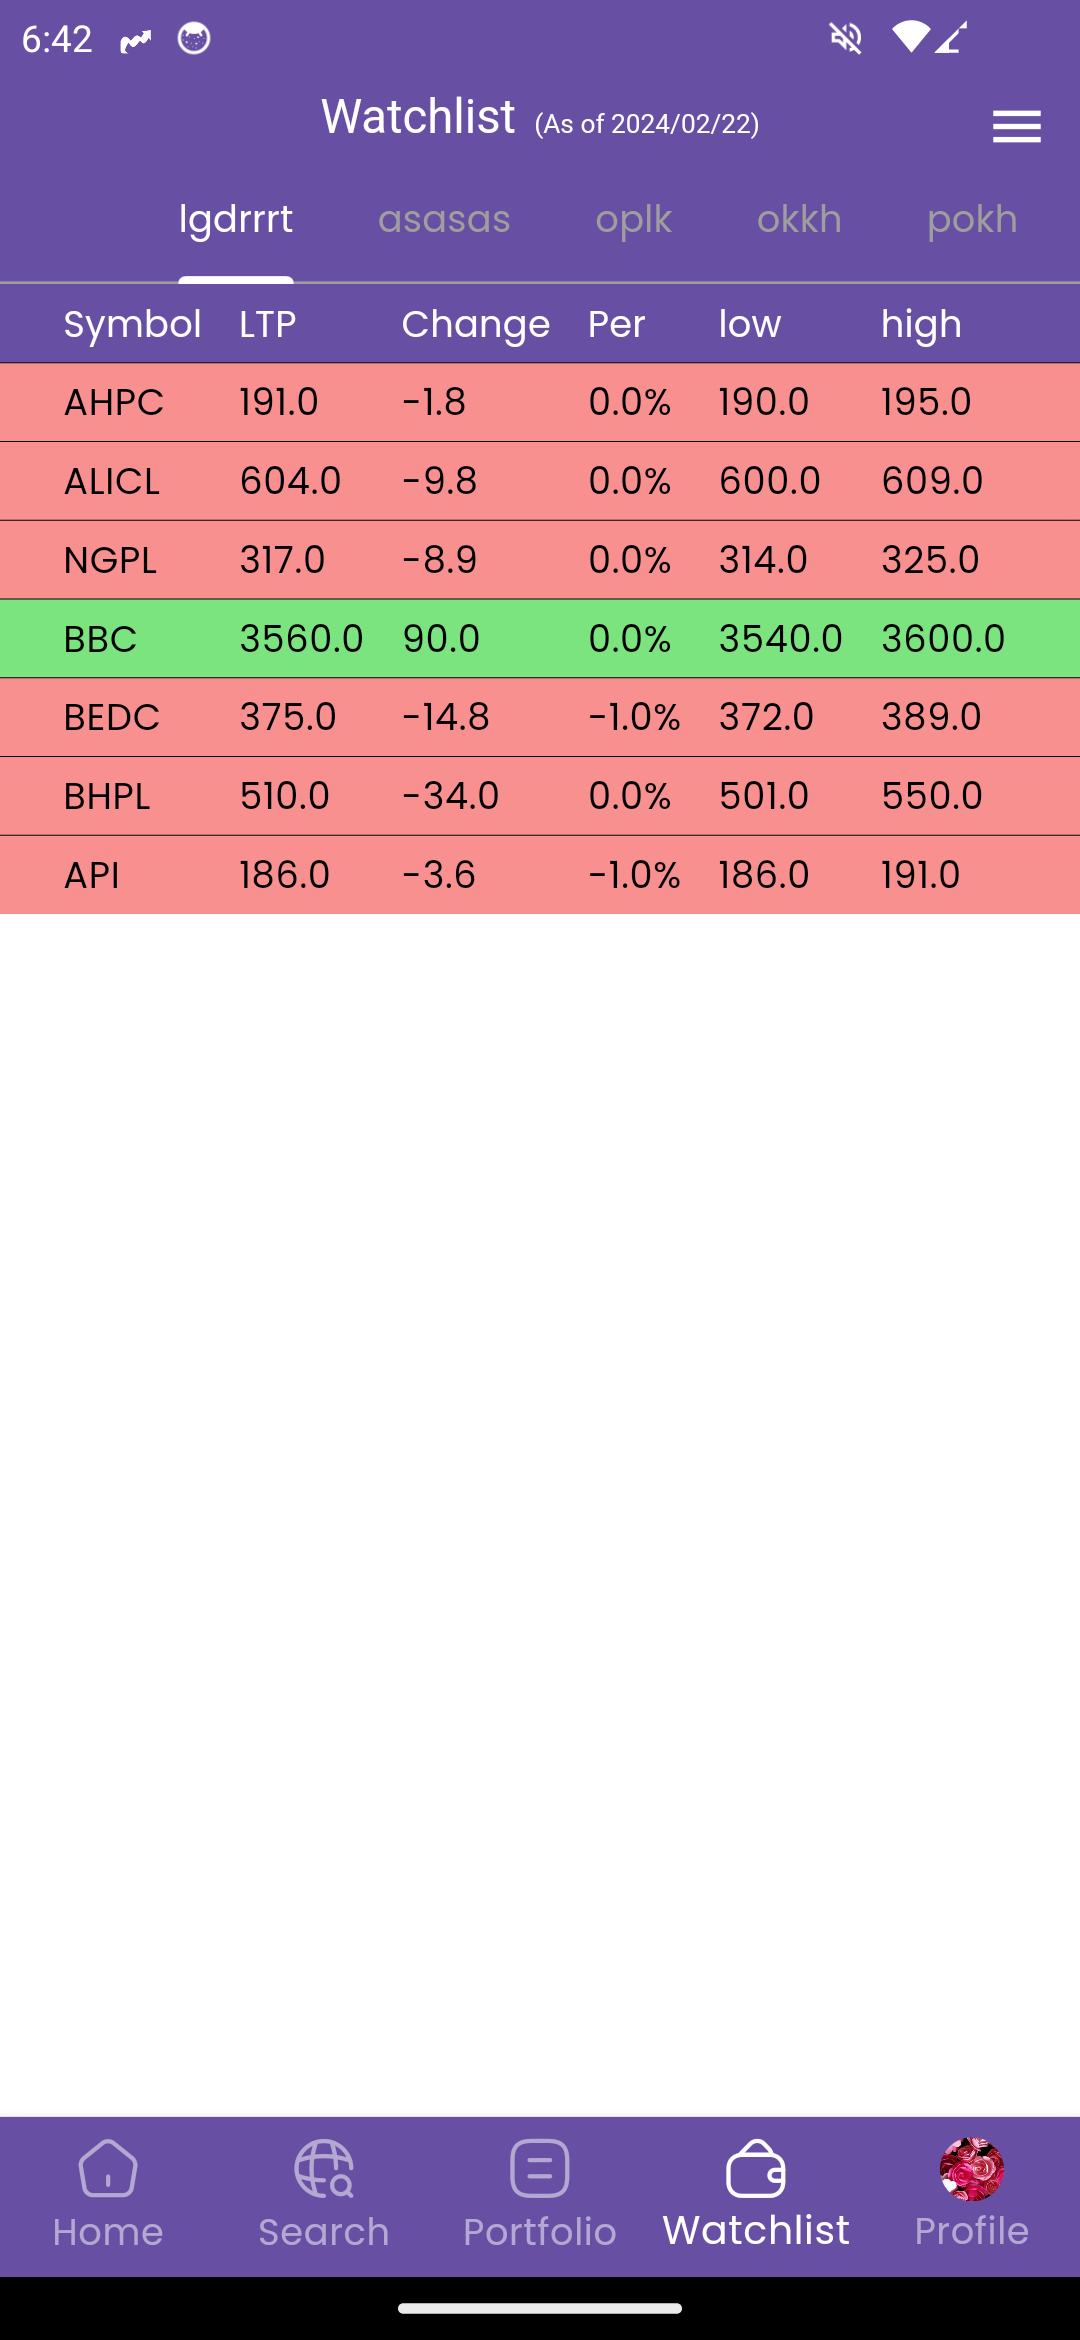 6:42
Watchlist (As of 2024/02/22)
lgdrrrt asasas oplk okkh pokh
Symbol LTP Change Per low high
AHPC 191.0 -1.8 0.0% 190.0 195.0
ALICL 604.0 -9.8 0.0% 600.0 609.0
NGPL 317.0 -8.9 0.0% 314.0 325.0
BBC 3560.0 90.0 0.0% 3540.0 3600.0
BEDC 375.0 -14.8 -1.0% 372.0 389.0
BHPL 510.0 -34.0 0.0% 501.0 550.0
API 186.0 -3.6 -1.0% 186.0 191.0
Home Search Portfolio Watchlist Profile